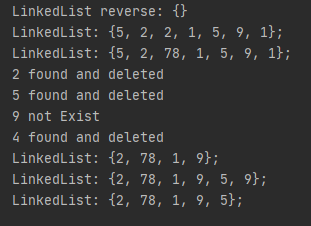 LinkedList reverse: {}
LinkedList: {5, 2, 2, 1, 5, 9, 1};
LinkedList: {5, 2, 78, 1, 5, 9, 1};
2 found and deleted
5 found and deleted
9 not Exist
4 found and deleted
LinkedList: {2, 78, 1, 9};
LinkedList: {2, 78, 1, 9, 5, 9};
LinkedList: {2, 78, 1, 9, 5};